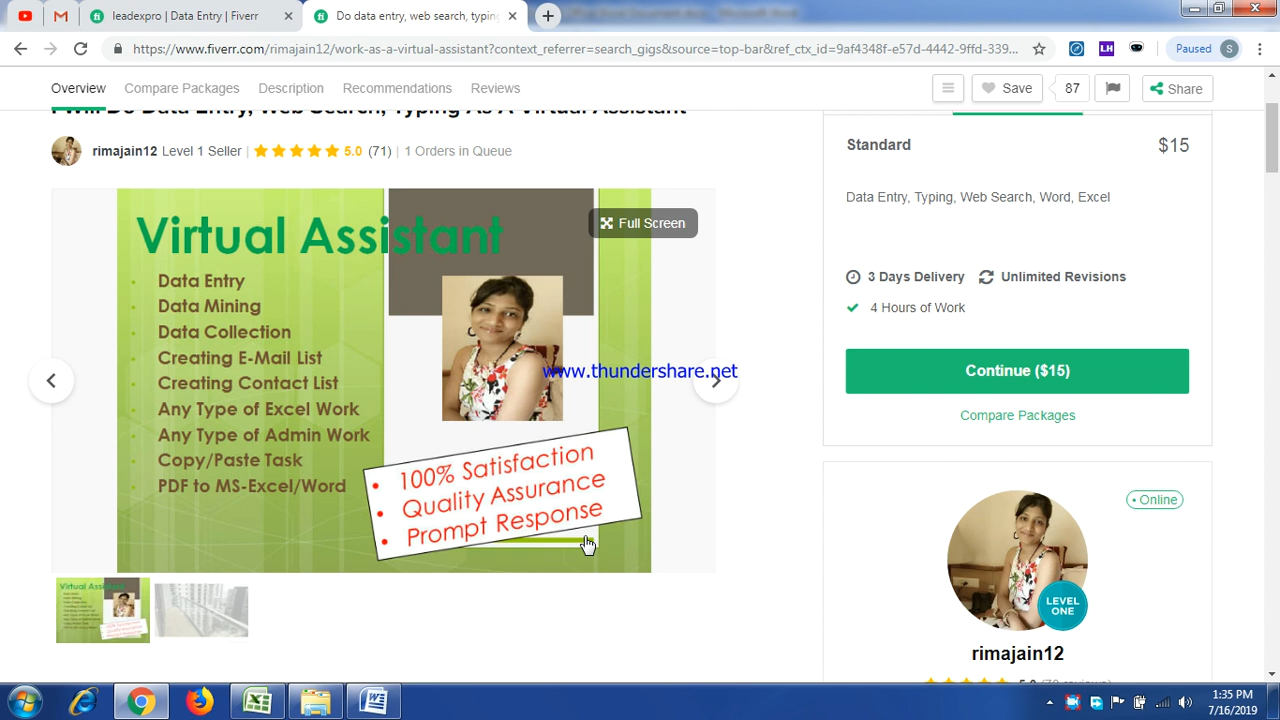 leadexpro | Data Entry | Fiverr
Do data entry, web search, typing
https://www.fiverr.com/rimajain12/work-as-a-virtual-assistant?context_referrer=search_gigs&source=top-bar&ref_ctx_id=9af4348f-e57d-4442-9ffd-339...
LH
Paused
S
Overview
Compare Packages
Description
Recommendations
Reviews
Save
87
Share
I Will Do Data Entry, Web Search, Typing As A Virtual Assistant
rimajain12 Level 1 Seller | 5.0 (71) | 1 Orders in Queue
Virtual Assistant
Full Screen
• Data Entry
• Data Mining
• Data Collection
• Creating E-Mail List
• Creating Contact List
• Any Type of Excel Work
• Any Type of Admin Work
• Copy/Paste Task
• PDF to MS-Excel/Word
www.thundershare.net
• 100% Satisfaction
• Quality Assurance
• Prompt Response
Standard
$15
Data Entry, Typing, Web Search, Word, Excel
3 Days Delivery
Unlimited Revisions
4 Hours of Work
Continue ($15)
Compare Packages
• Online
LEVEL
ONE
rimajain12
1:35 PM
7/16/2019